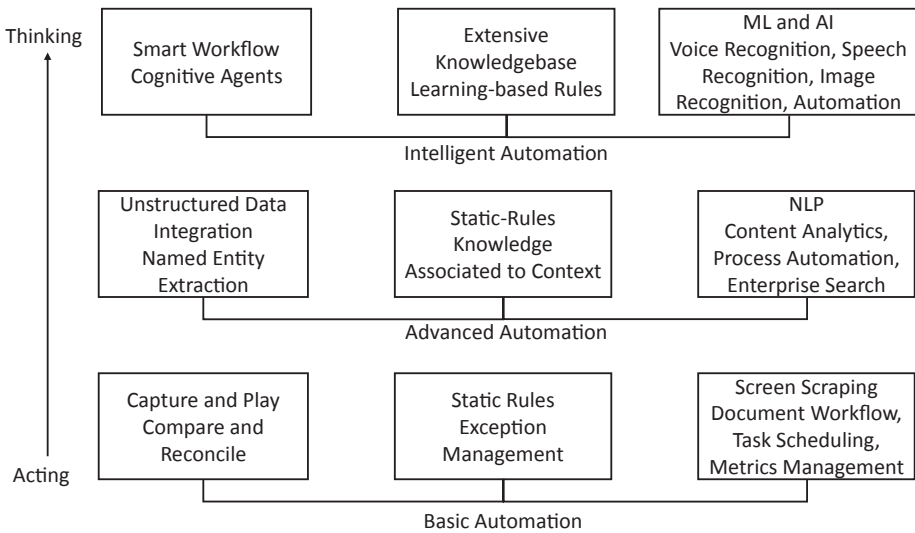 Thinking
Smart Workflow
Cognitive Agents
Extensive
Knowledgebase
Learning-based Rules
ML and AI
Voice Recognition, Speech
Recognition, Image
Recognition, Automation
Intelligent Automation
Unstructured Data
Integration
Named Entity
Extraction
Static-Rules
Knowledge
Associated to Context
NLP
Content Analytics,
Process Automation,
Enterprise Search
Advanced Automation
Capture and Play
Compare and
Reconcile
Static Rules
Exception
Management
Screen Scraping
Document Workflow,
Task Scheduling,
Metrics Management
Acting
Basic Automation